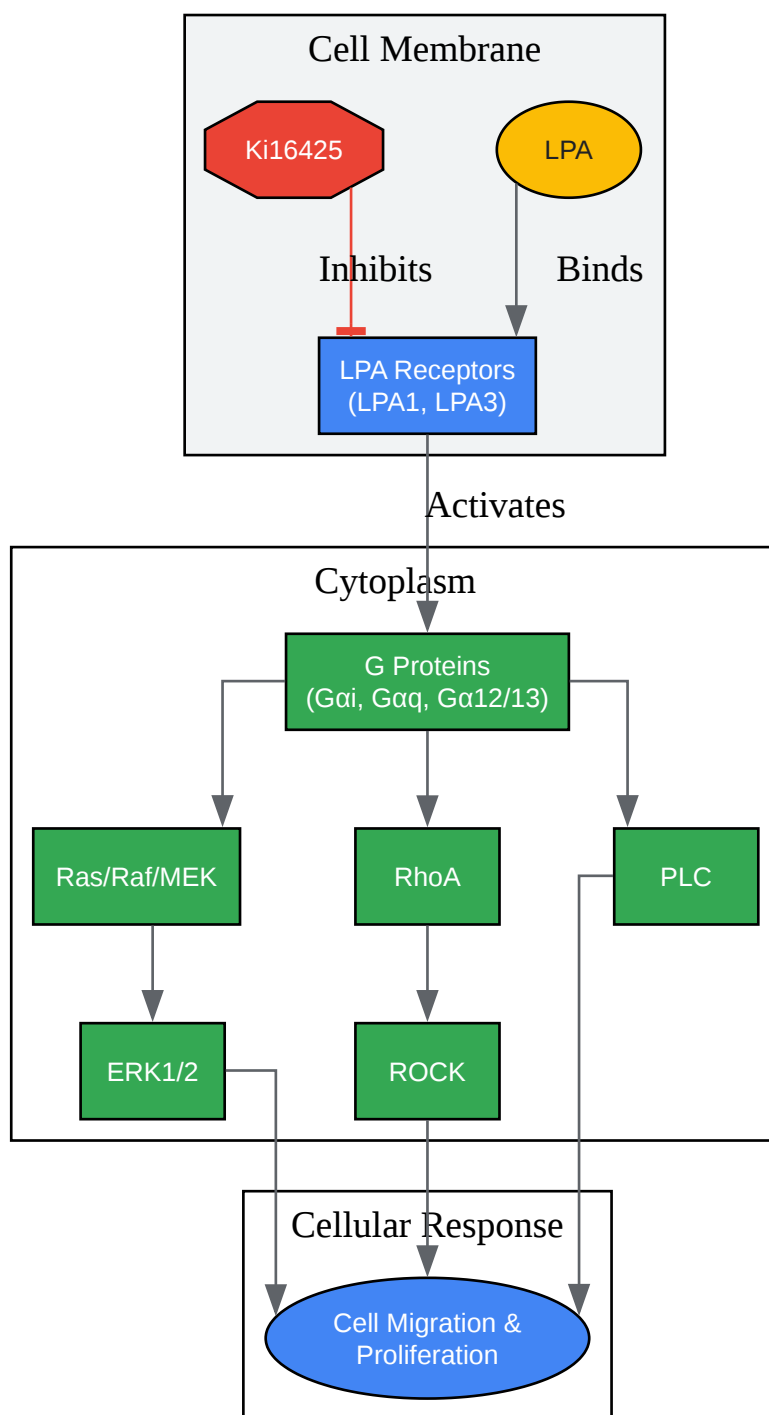 Cell Membrane
Ki16425
LPA
Inhibits
Binds
LPA Receptors
(LPA1, LPA3)
Activates
Cytoplasm
G Proteins
(Gαi, Gαq, Gα12/13)
Ras/Raf/MEK
RhoA
PLC
ERK1/2
ROCK
Cellular Response
Cell Migration &
Proliferation